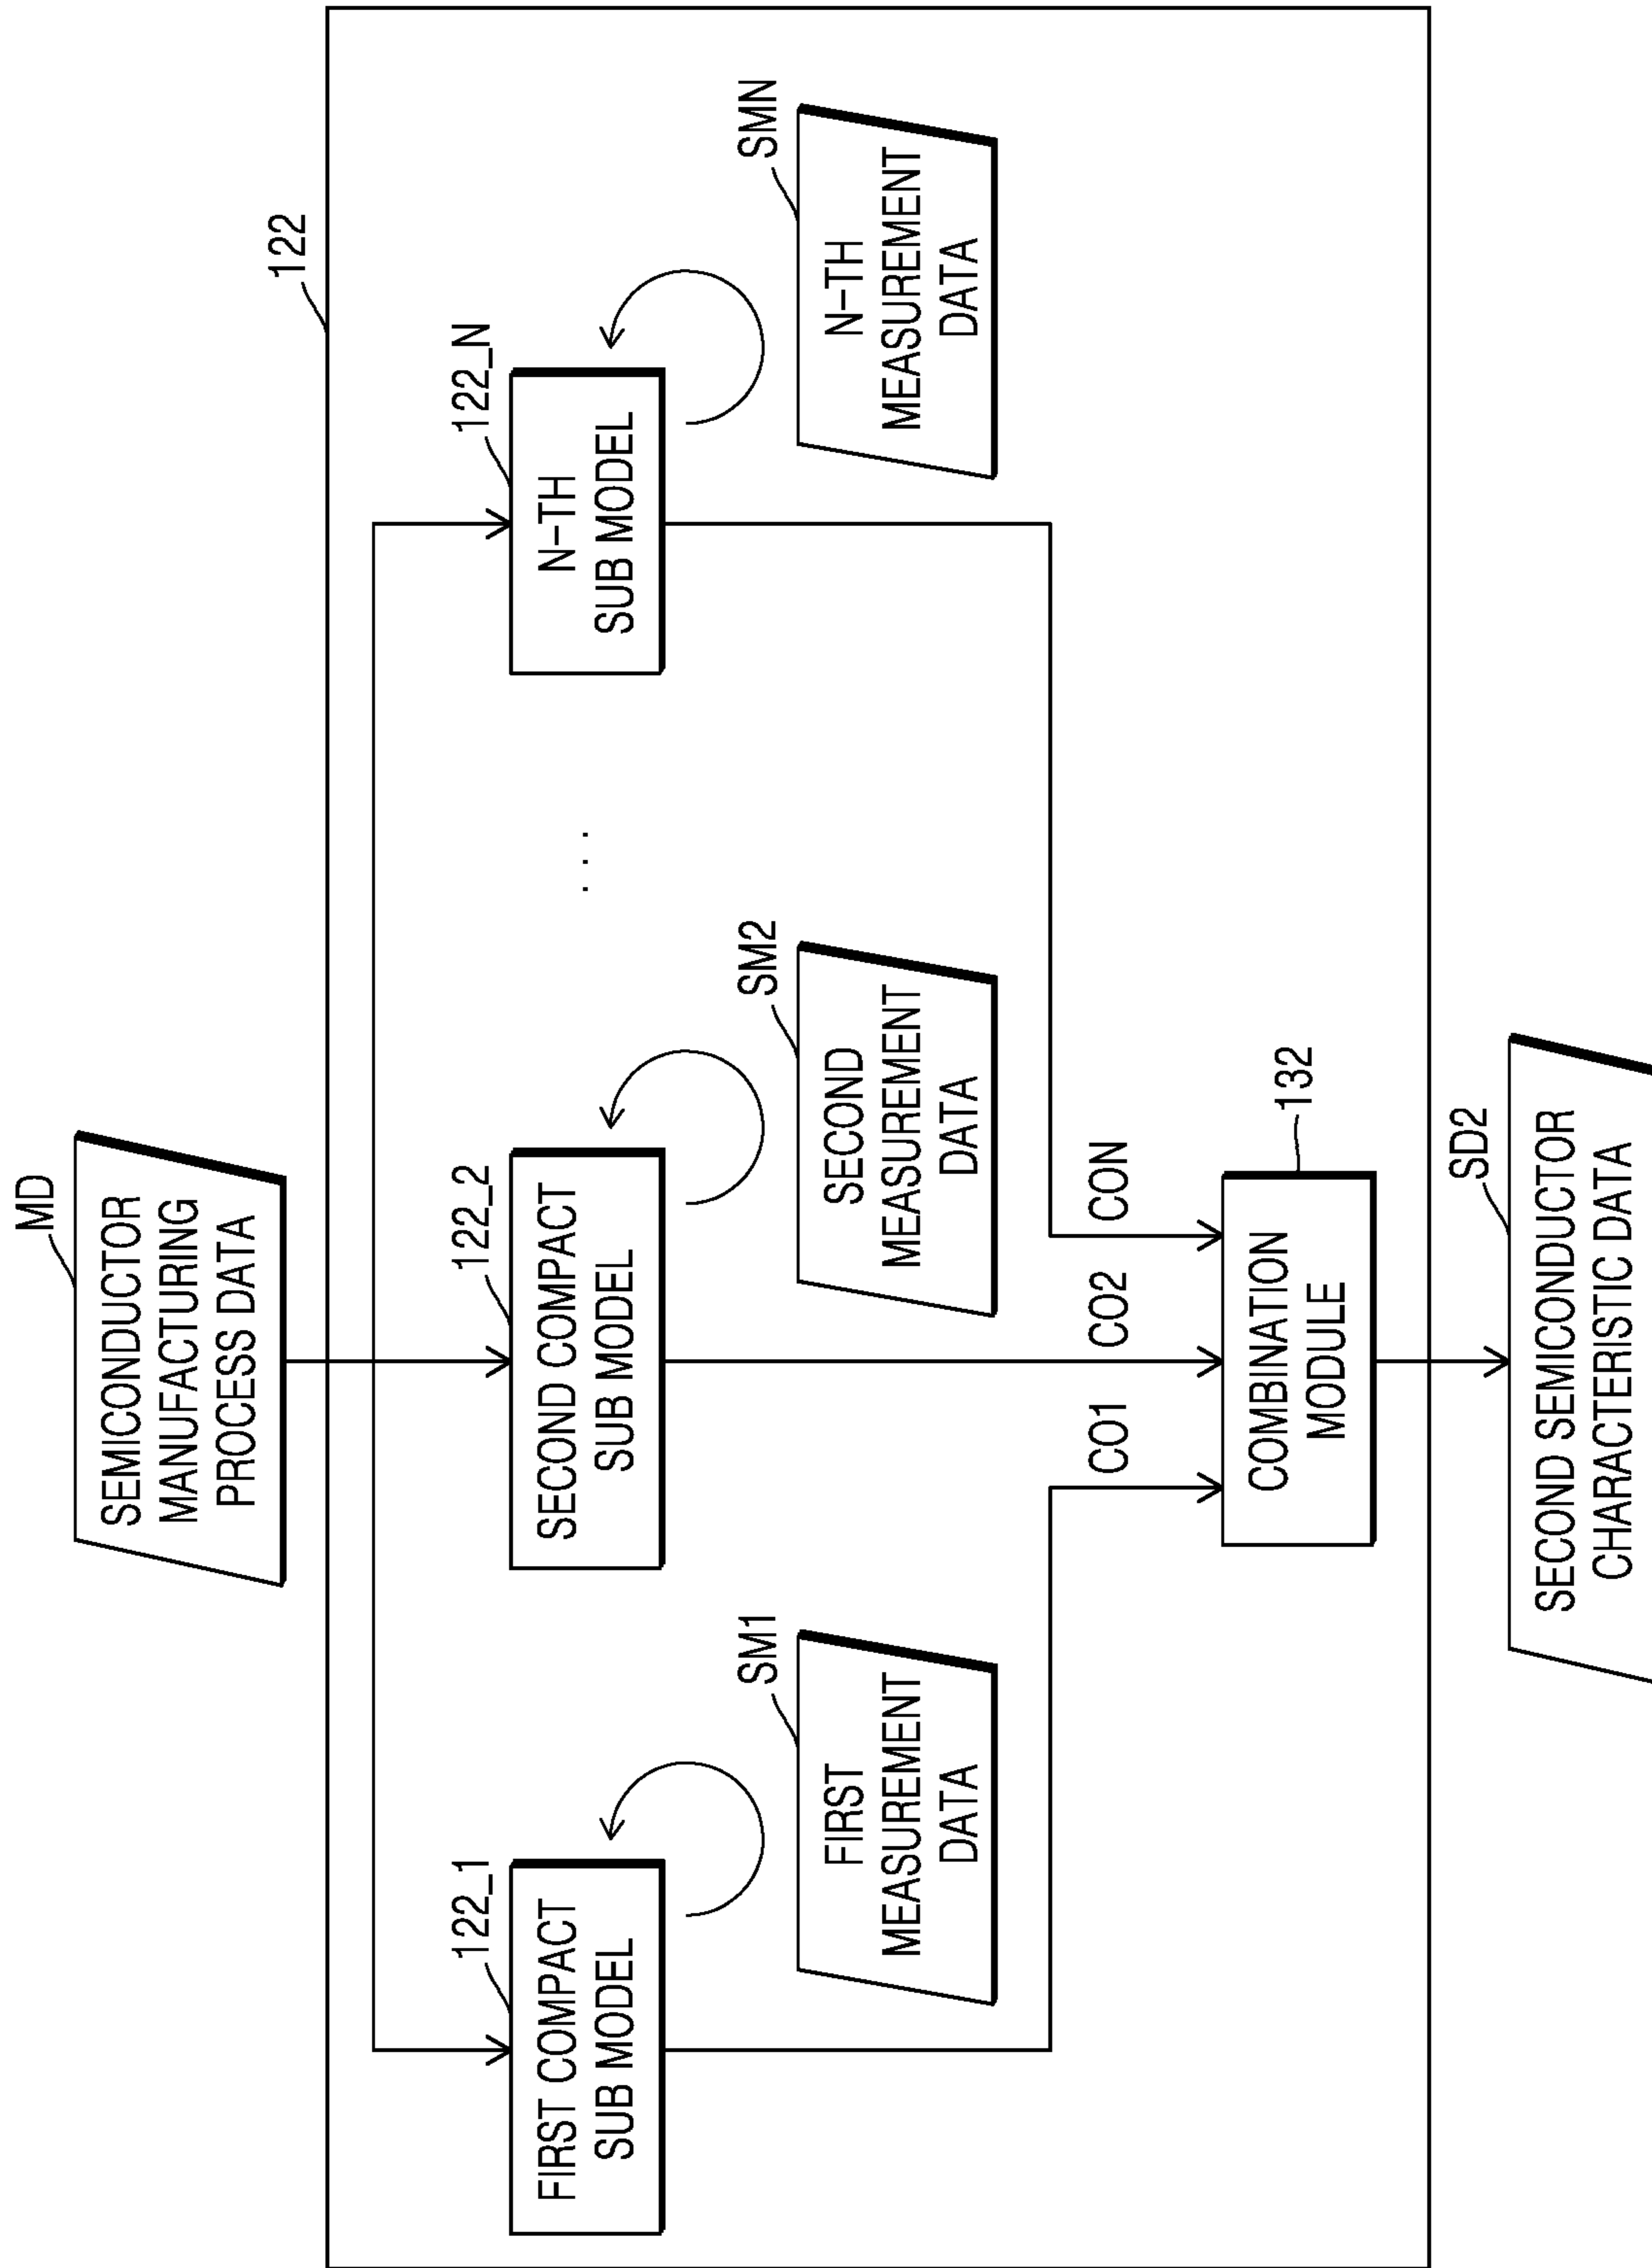 MD
SEMICONDUCTOR
MANUFACTURING
PROCESS DATA
122
122_1
FIRST COMPACT
SUB MODEL
122_2
SECOND COMPACT
SUB MODEL
. . .
122_N
N-TH
SUB MODEL
SM1
FIRST
MEASUREMENT
DATA
SM2
SECOND
MEASUREMENT
DATA
SMN
N-TH
MEASUREMENT
DATA
CO1
CO2
CON
132
COMBINATION
MODULE
SD2
SECOND SEMICONDUCTOR
CHARACTERISTIC DATA